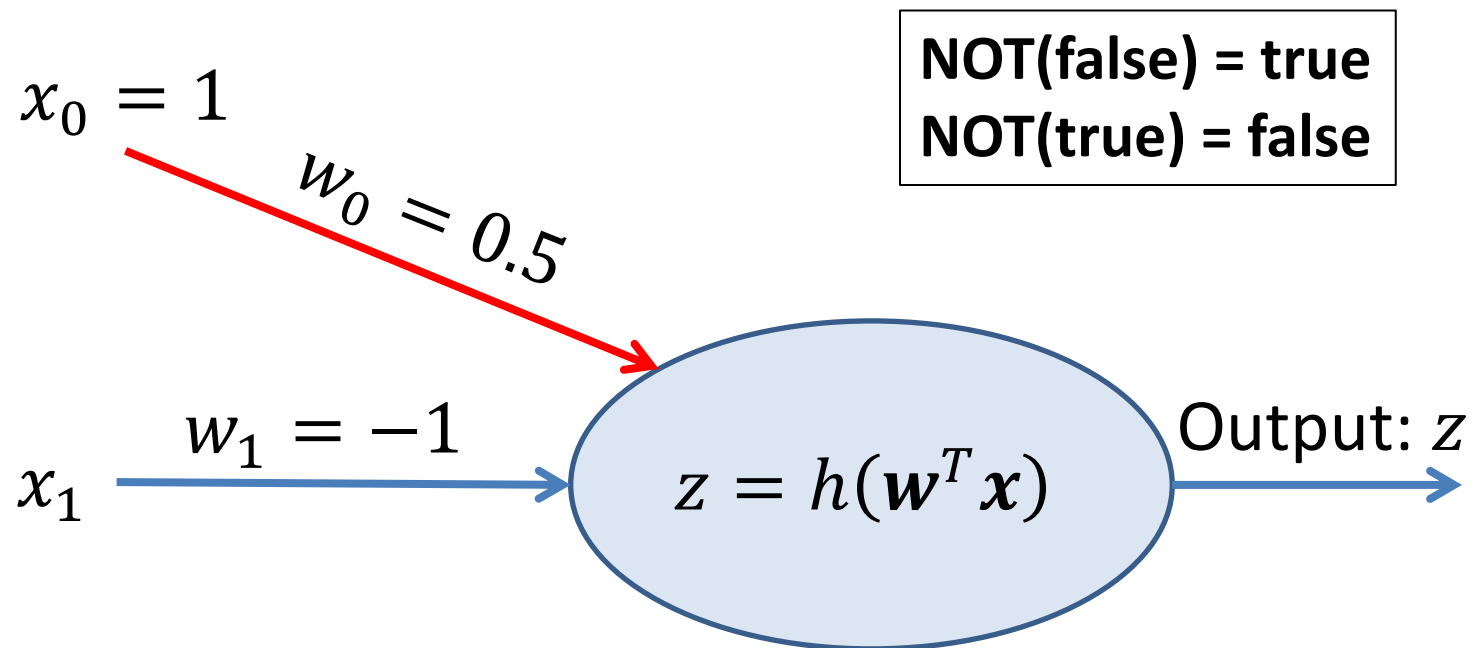 NOT(false) = true
NOT(true) = false
x₀ = 1
w₀ = 0.5
w₁ = −1
x₁
z = h(wᵀx)
Output: z